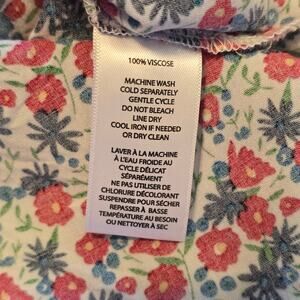 100% VISCOSE
MACHINE WASH
COLD SEPARATELY
GENTLE CYCLE
DO NOT BLEACH
LINE DRY
COOL IRON IF NEEDED
OR DRY CLEAN
LAVER À LA MACHINE
À L'EAU FROIDE AU
CYCLE DÉLICAT
SÉPARÉMENT
NE PAS UTILISER DE
CHLORURE DÉCOLORANT
SUSPENDRE POUR SÉCHER
REPASSER À BASSE
TEMPÉRATURE AU BESOIN
OU NETTOYER À SEC